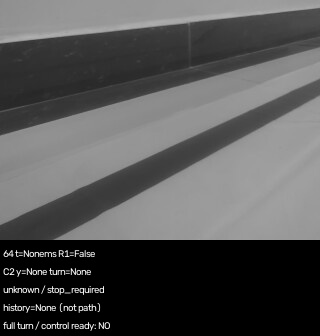 64 t=Nonems R1=False
C2 y=None turn=None
unknown / stop_required
history=None (not path)
full turn / control ready: NO